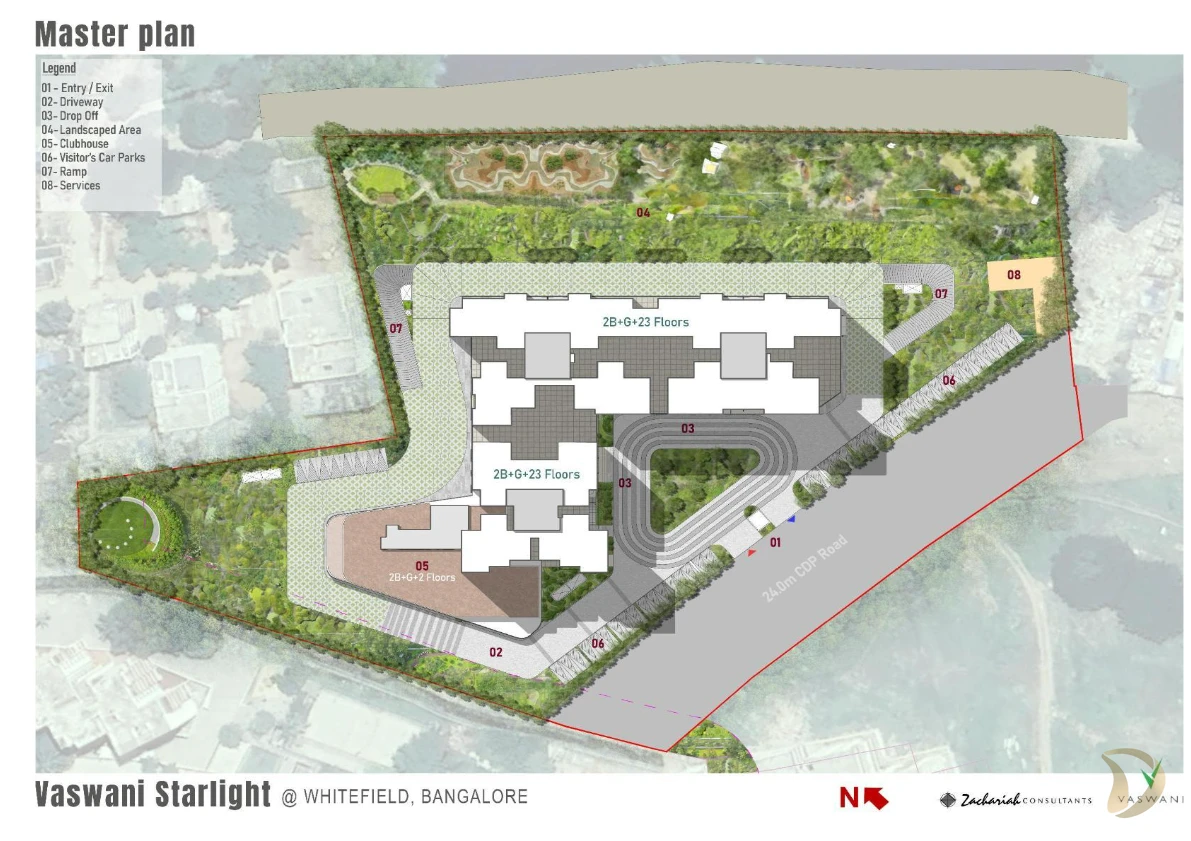 Master plan
Legend
01 - Entry / Exit
02- Driveway
03- Drop Off
04- Landscaped Area
05- Clubhouse
06- Visitor's Car Parks
07- Ramp
08- Services
04
08
07
07
2B+G+23 Floors
06
03
2B+G+23 Floors
03
01
24.0m CDP Road
05
2B+G+2 Floors
06
02
Vaswani Starlight @ WHITEFIELD, BANGALORE
N
Zachariah CONSULTANTS
VASWANI